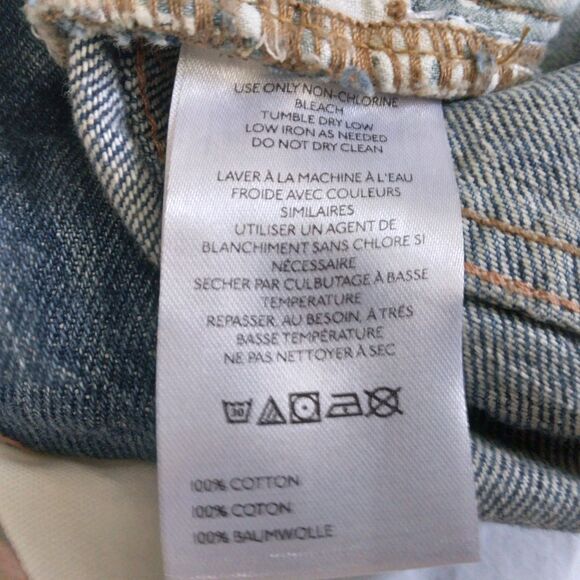 USE ONLY NON-CHLORINE
BLEACH
TUMBLE DRY LOW
LOW IRON AS NEEDED
DO NOT DRY CLEAN
LAVER À LA MACHINE À L'EAU
FROIDE AVEC COULEURS
SIMILAIRES
UTILISER UN AGENT DE
BLANCHIMENT SANS CHLORE SI
NÉCESSAIRE
SECHER PAR CULBUTAGE À BASSE
TEMPERATURE
REPASSER, AU BESOIN, À TRÉS
BASSE TEMPÉRATURE
NE PAS NETTOYER À SEC
30
100% COTTON
100% COTON
100% BAUMWOLLE